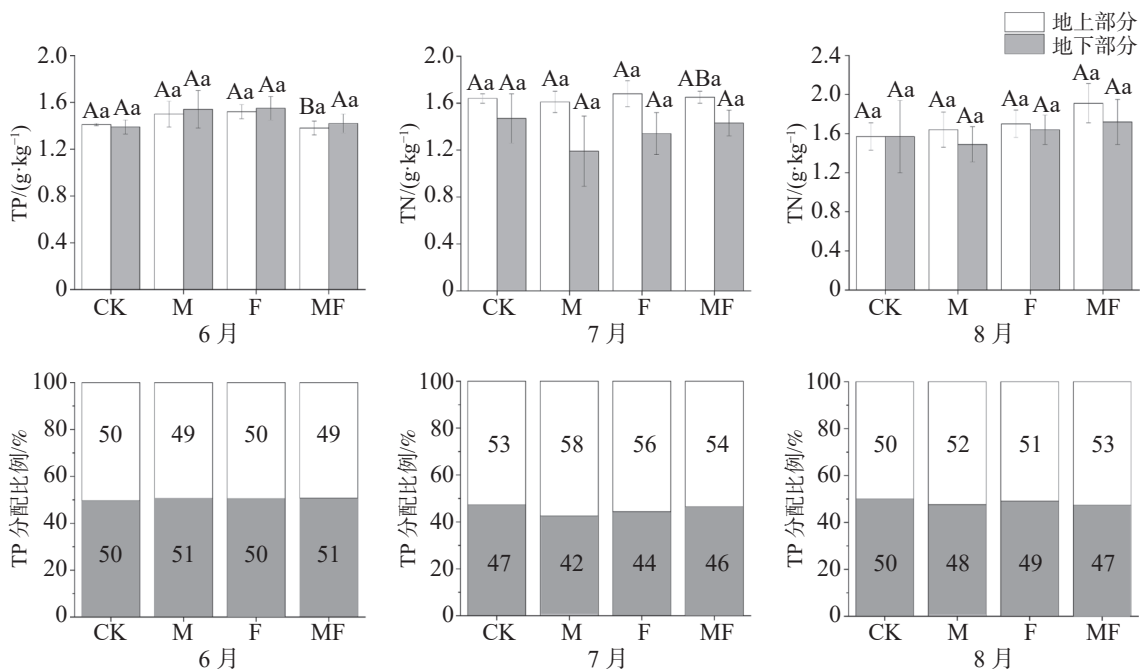 地上部分
地下部分
2.0
1.6
1.2
0.8
0.4
0
TP/(g·kg⁻¹)
Aa Aa Aa Aa Aa Aa Ba Aa
CK M F MF
6 月
2.0
1.6
1.2
0.8
0.4
0
TN/(g·kg⁻¹)
Aa Aa Aa Aa Aa Aa ABa Aa
CK M F MF
7 月
2.4
2.0
1.6
1.2
0.8
0.4
0
TN/(g·kg⁻¹)
Aa Aa Aa Aa Aa Aa Aa Aa
CK M F MF
8 月
100
80
60
40
20
0
TP 分配比例/%
50 49 50 49
50 51 50 51
CK M F MF
6 月
100
80
60
40
20
0
TP 分配比例/%
53 58 56 54
47 42 44 46
CK M F MF
7 月
100
80
60
40
20
0
TP 分配比例/%
50 52 51 53
50 48 49 47
CK M F MF
8 月